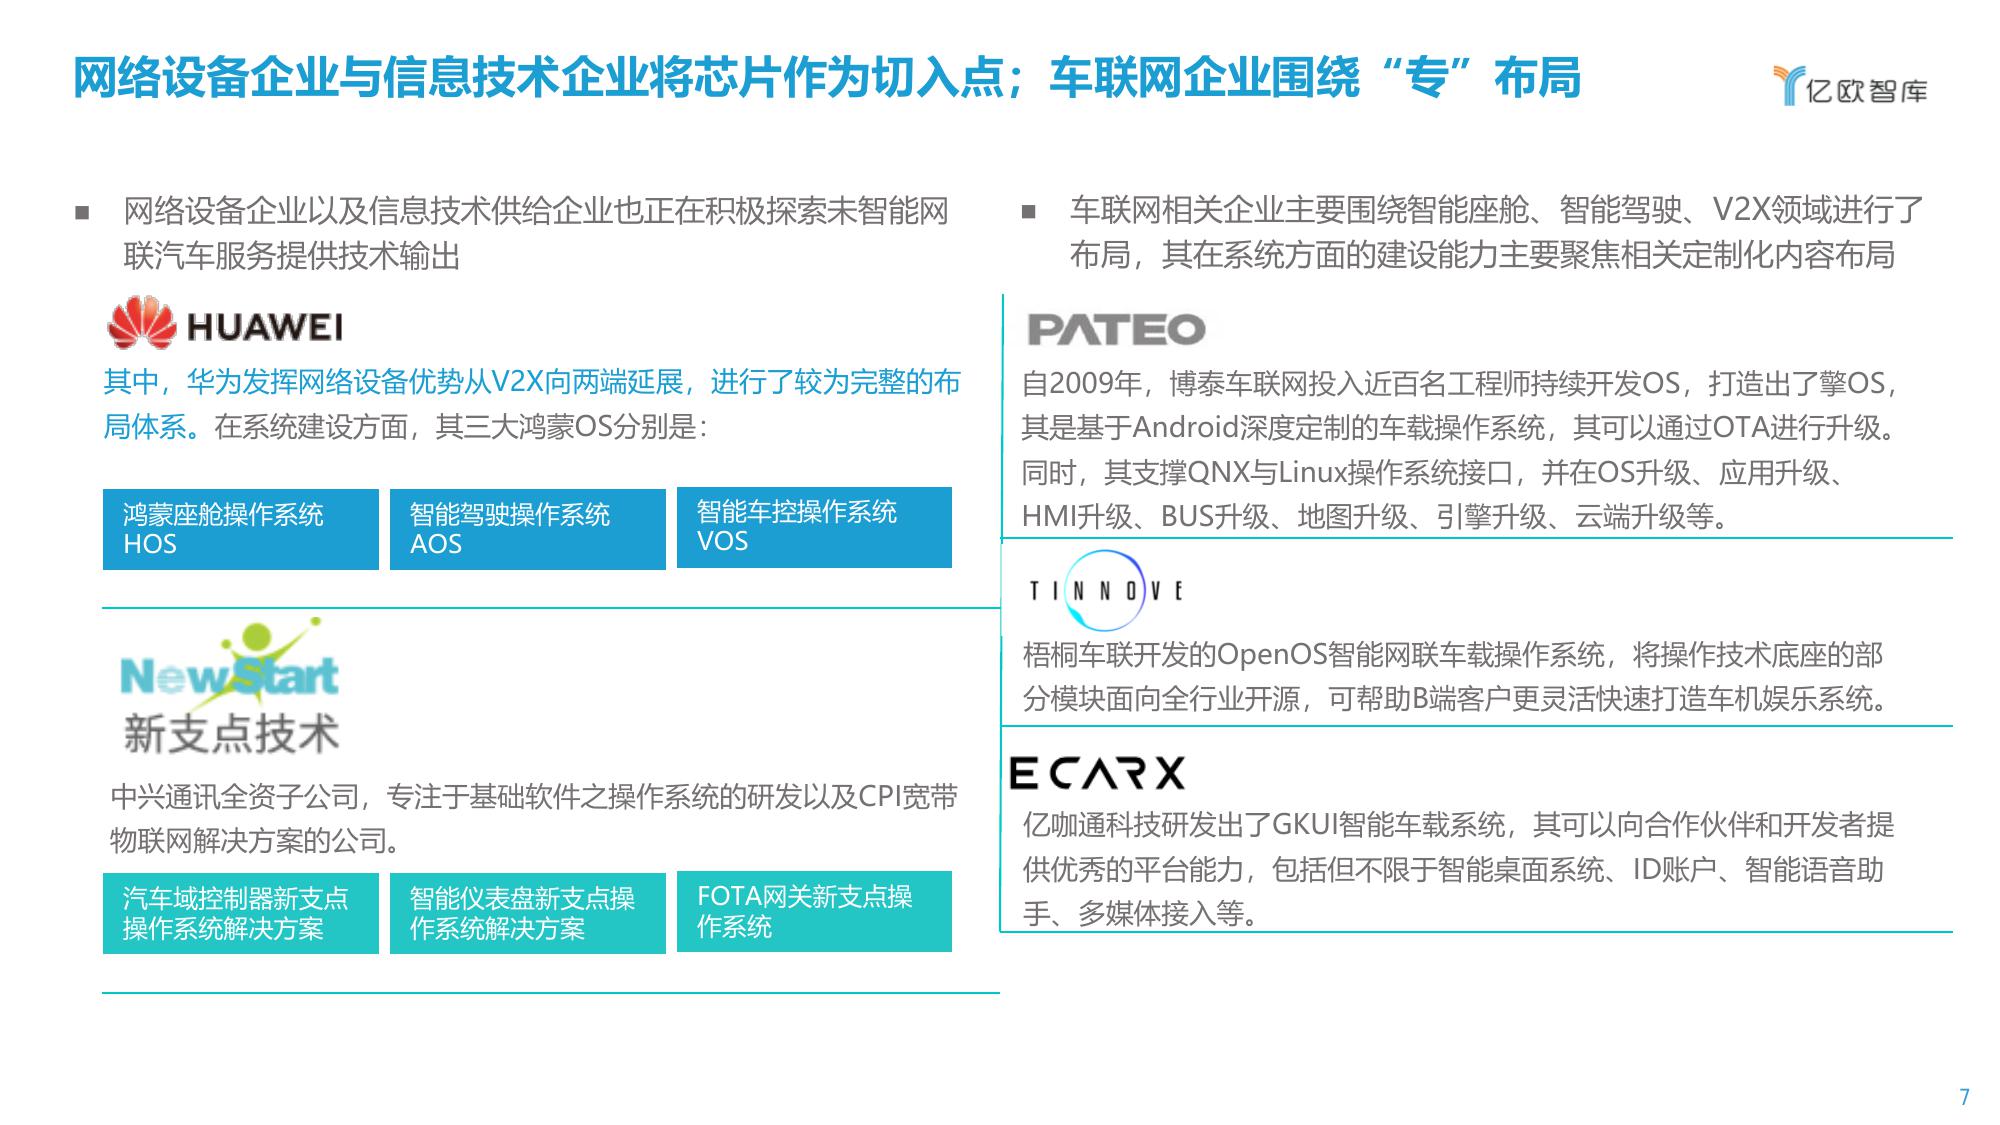 网络设备企业与信息技术企业将芯片作为切入点；车联网企业围绕“专”布局
亿欧智库
■ 网络设备企业以及信息技术供给企业也正在积极探索未智能网
联汽车服务提供技术输出
HUAWEI
其中，华为发挥网络设备优势从V2X向两端延展，进行了较为完整的布
局体系。在系统建设方面，其三大鸿蒙OS分别是：
鸿蒙座舱操作系统
HOS
智能驾驶操作系统
AOS
智能车控操作系统
VOS
NewStart
新支点技术
中兴通讯全资子公司，专注于基础软件之操作系统的研发以及CPI宽带
物联网解决方案的公司。
汽车域控制器新支点
操作系统解决方案
智能仪表盘新支点操
作系统解决方案
FOTA网关新支点操
作系统
■ 车联网相关企业主要围绕智能座舱、智能驾驶、V2X领域进行了
布局，其在系统方面的建设能力主要聚焦相关定制化内容布局
PATEO
自2009年，博泰车联网投入近百名工程师持续开发OS，打造出了擎OS，
其是基于Android深度定制的车载操作系统，其可以通过OTA进行升级。
同时，其支撑QNX与Linux操作系统接口，并在OS升级、应用升级、
HMI升级、BUS升级、地图升级、引擎升级、云端升级等。
TINNOVE
梧桐车联开发的OpenOS智能网联车载操作系统，将操作技术底座的部
分模块面向全行业开源，可帮助B端客户更灵活快速打造车机娱乐系统。
ECARX
亿咖通科技研发出了GKUI智能车载系统，其可以向合作伙伴和开发者提
供优秀的平台能力，包括但不限于智能桌面系统、ID账户、智能语音助
手、多媒体接入等。
7